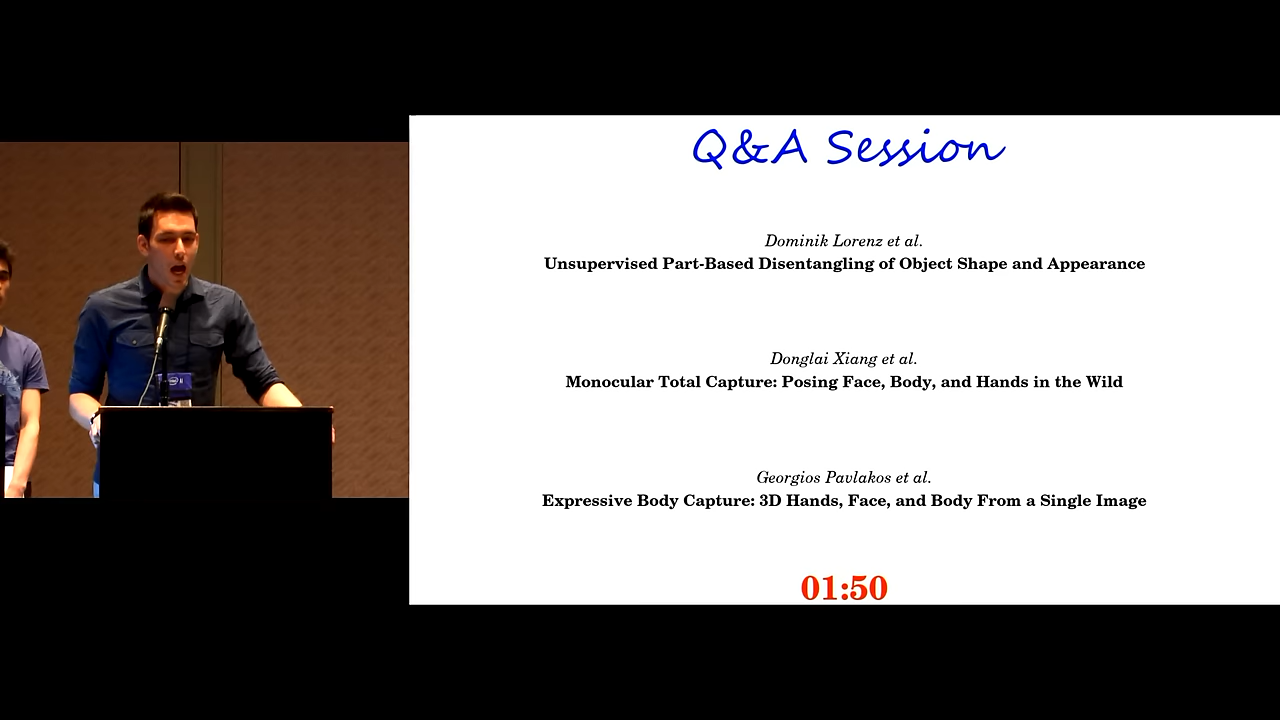 Q&A Session
Dominik Lorenz et al.
Unsupervised Part-Based Disentangling of Object Shape and Appearance
Donglai Xiang et al.
Monocular Total Capture: Posing Face, Body, and Hands in the Wild
Georgios Pavlakos et al.
Expressive Body Capture: 3D Hands, Face, and Body From a Single Image
01:50